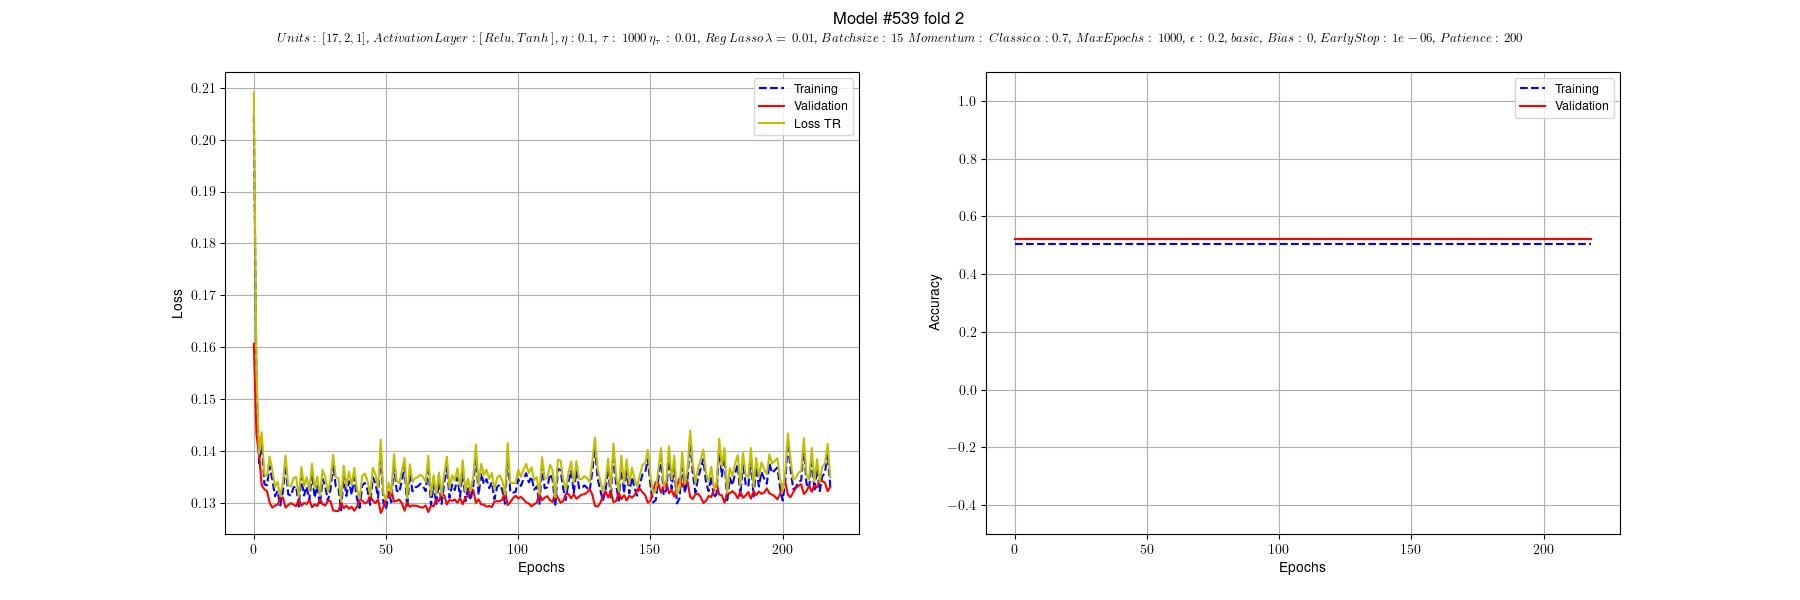 Model #539 fold 2
Units : [17, 2, 1], ActivationLayer : [Relu, Tanh], η : 0.1, τ : 1000 η_τ : 0.01, Reg Lasso λ = 0.01, Batchsize : 15 Momentum : Classic α : 0.7, MaxEpochs : 1000, ϵ : 0.2, basic, Bias : 0, EarlyStop : 1e − 06, Patience : 200
0.21
0.20
0.19
0.18
0.17
0.16
0.15
0.14
0.13
Loss
0 50 100 150 200
Epochs
Training
Validation
Loss TR
1.0
0.8
0.6
0.4
0.2
0.0
−0.2
−0.4
Accuracy
0 50 100 150 200
Epochs
Training
Validation